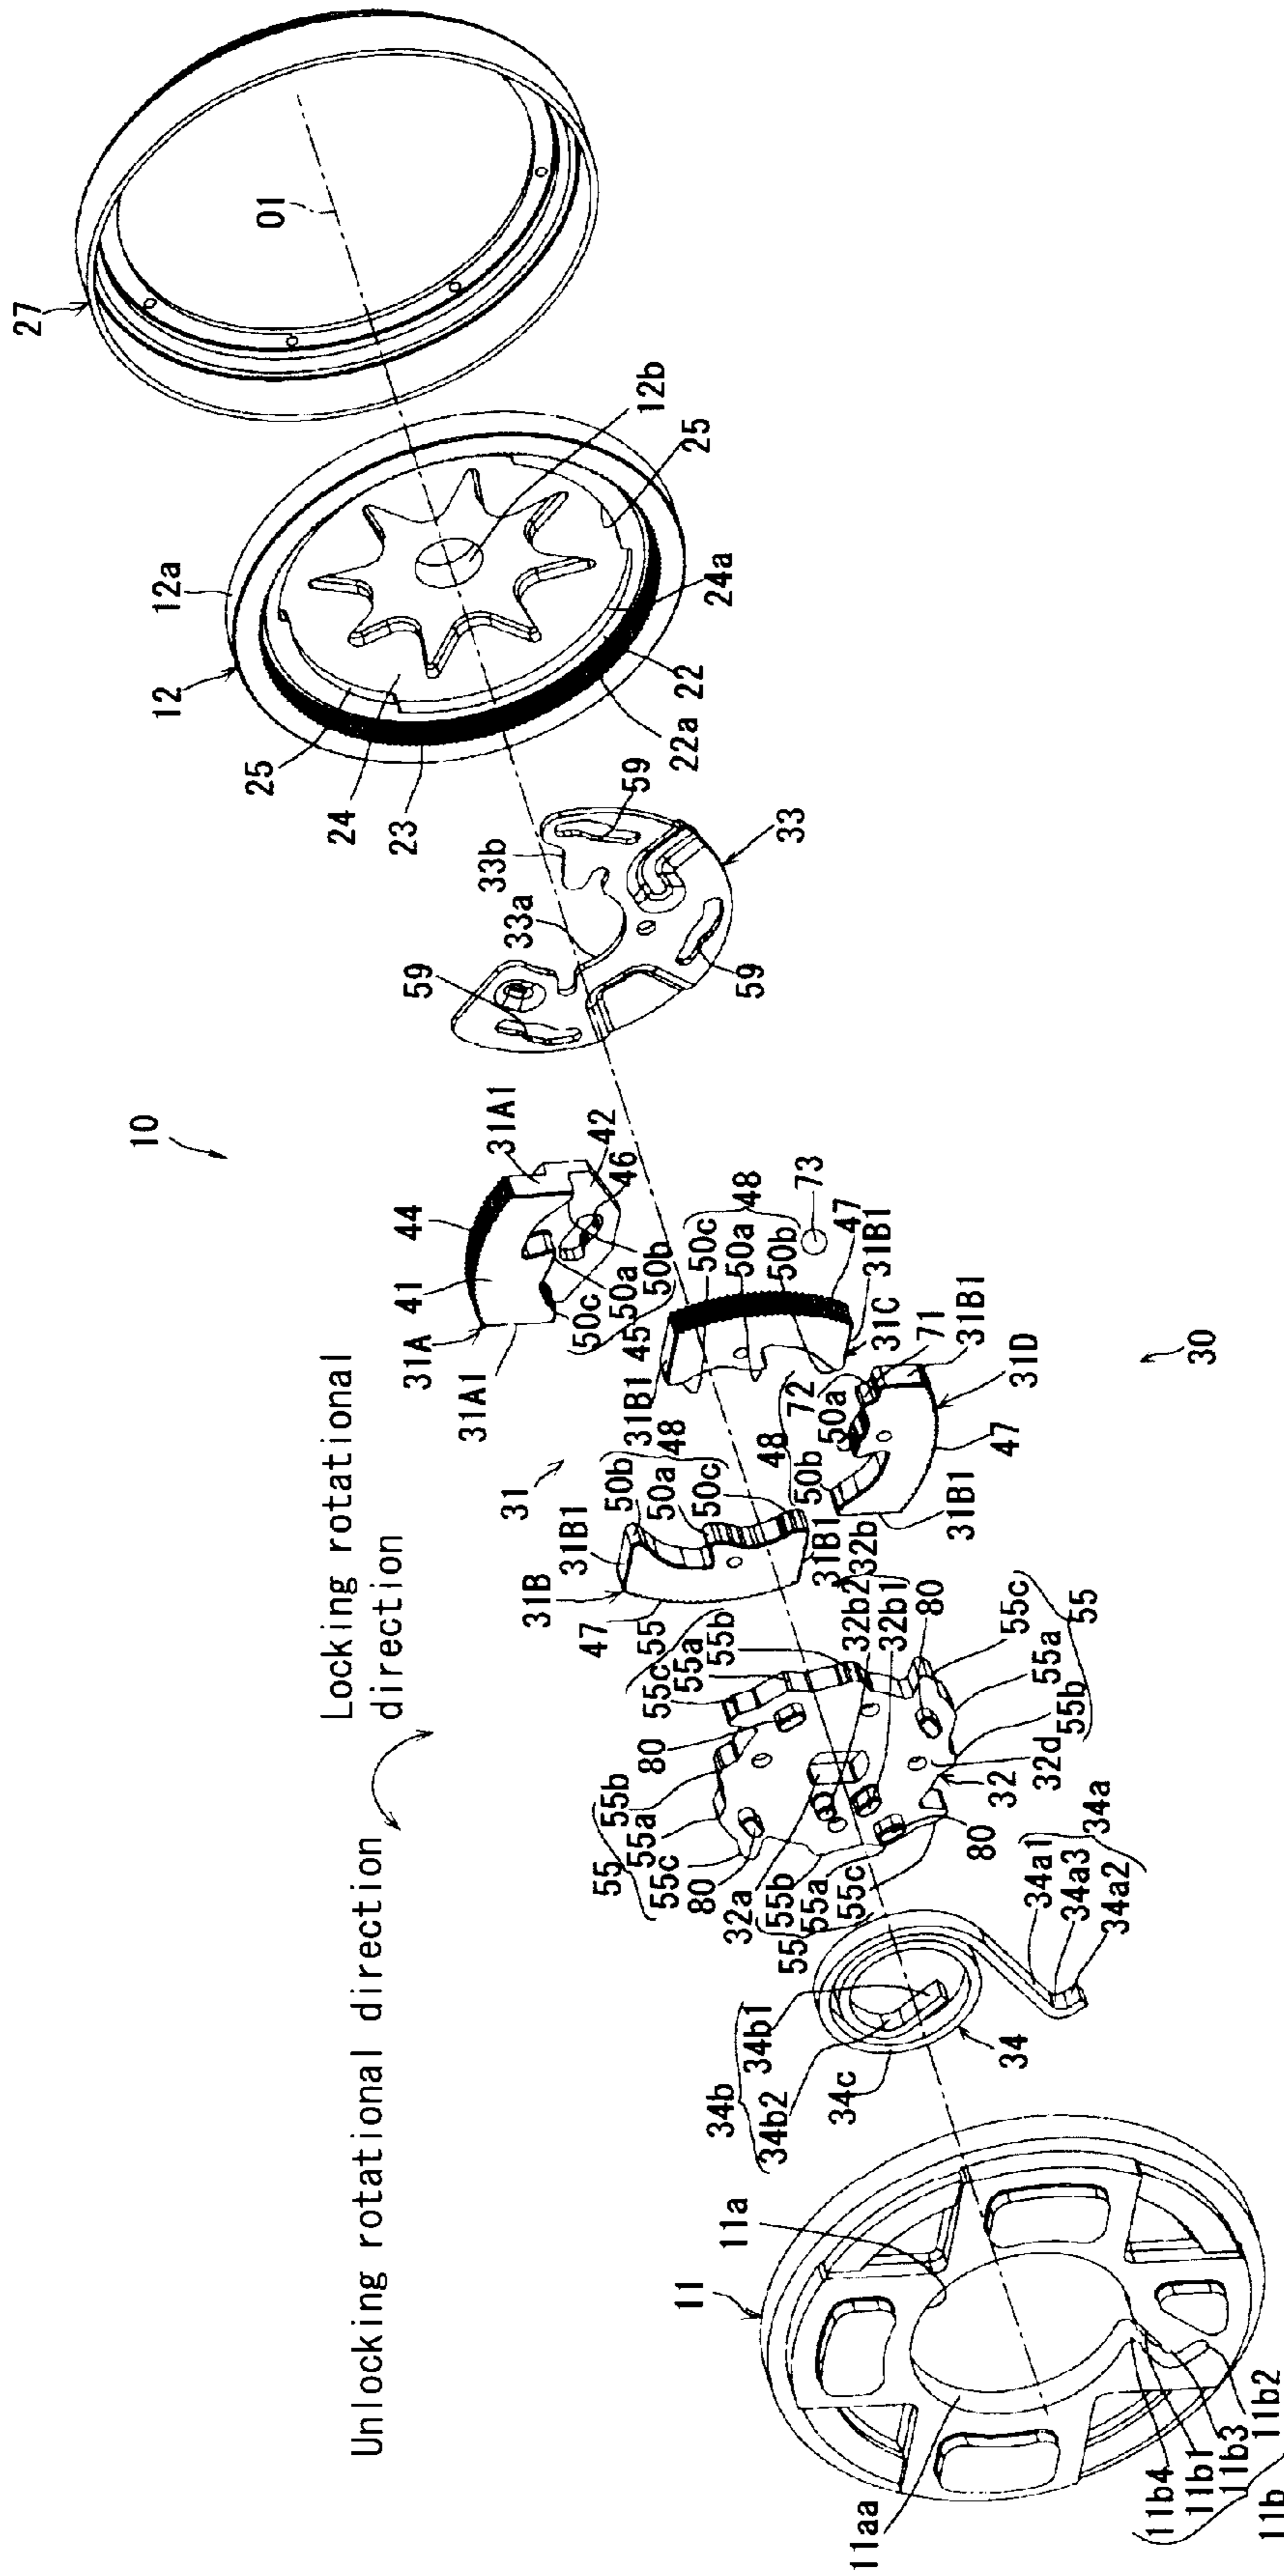 27
01
12b
25
12a
12
24a
22
22a
25
24
23
59
33b
33a
59
59
33
10
31A1
42
46
44
41
31A
31A1
50b
50a
50c
45
48
73
50c
50a
50b
47
31B1
31C
71
31B1
31D
30
31B1
72
50a
48
50b
47
31B1
Locking rotational
direction
31
48
50b
50a
50c
31B1
31B
31B1
47
32b
32b2
32b1
80
55c
55
55a
55b
55
55b
55a
55c
80
32d
32
34a
55
55b
55a
55c
80
32a
55
55b
55a
55c
80
34a1
34a3
34a2
Unlocking rotational direction
34b
34b1
34b2
34c
34
11a
11
11aa
11b4
11b1
11b3
11b2
11b